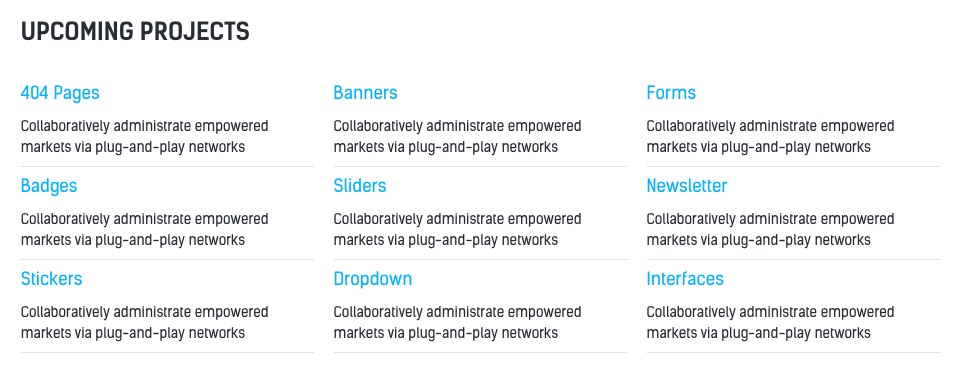 UPCOMING PROJECTS
404 Pages
Collaboratively administrate empowered
markets via plug-and-play networks
Banners
Collaboratively administrate empowered
markets via plug-and-play networks
Forms
Collaboratively administrate empowered
markets via plug-and-play networks
Badges
Collaboratively administrate empowered
markets via plug-and-play networks
Sliders
Collaboratively administrate empowered
markets via plug-and-play networks
Newsletter
Collaboratively administrate empowered
markets via plug-and-play networks
Stickers
Collaboratively administrate empowered
markets via plug-and-play networks
Dropdown
Collaboratively administrate empowered
markets via plug-and-play networks
Interfaces
Collaboratively administrate empowered
markets via plug-and-play networks